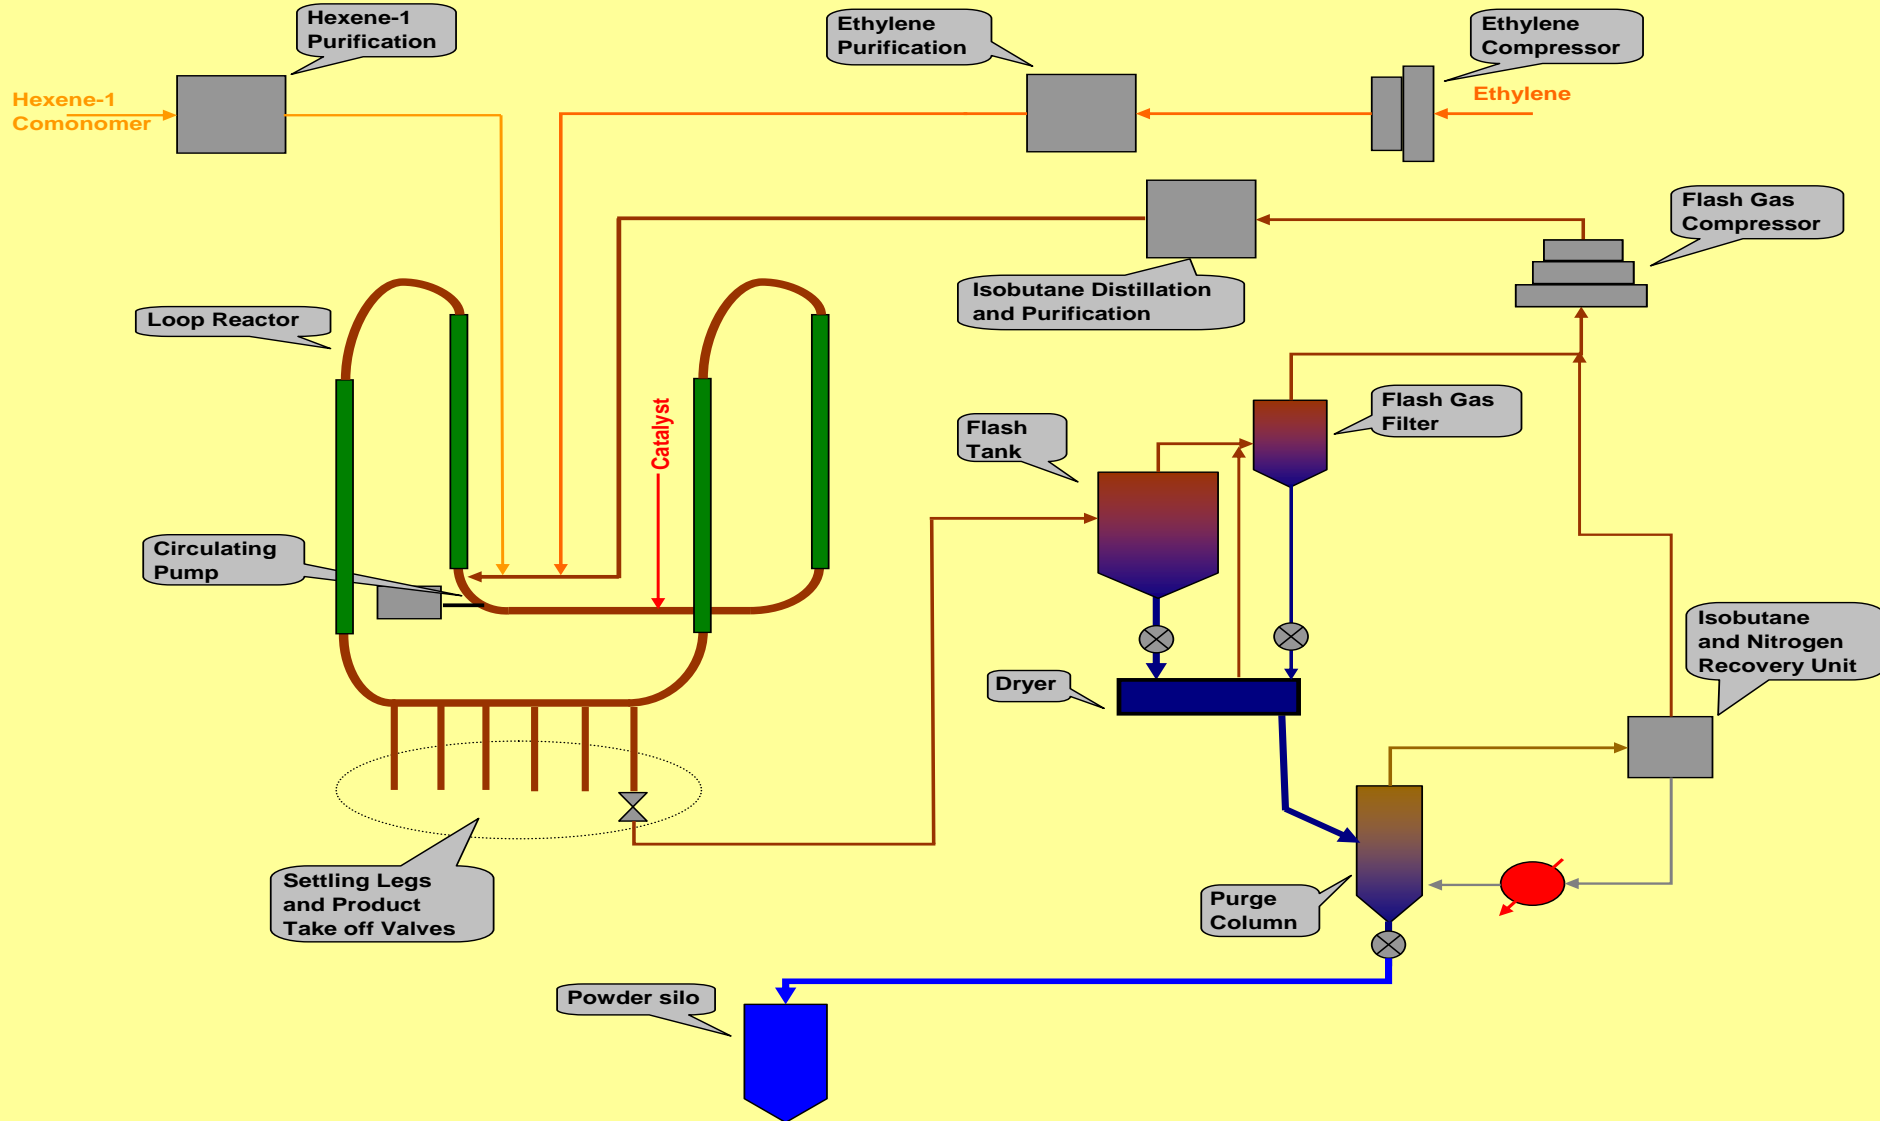 Hexene-1
Purification
Ethylene
Purification
Ethylene
Compressor
Hexene-1
Comonomer
Ethylene
Flash Gas
Compressor
Isobutane Distillation
and Purification
Loop Reactor
Catalyst
Flash
Tank
Flash Gas
Filter
Circulating
Pump
Isobutane
and Nitrogen
Recovery Unit
Dryer
Settling Legs
and Product
Take off Valves
Purge
Column
Powder silo